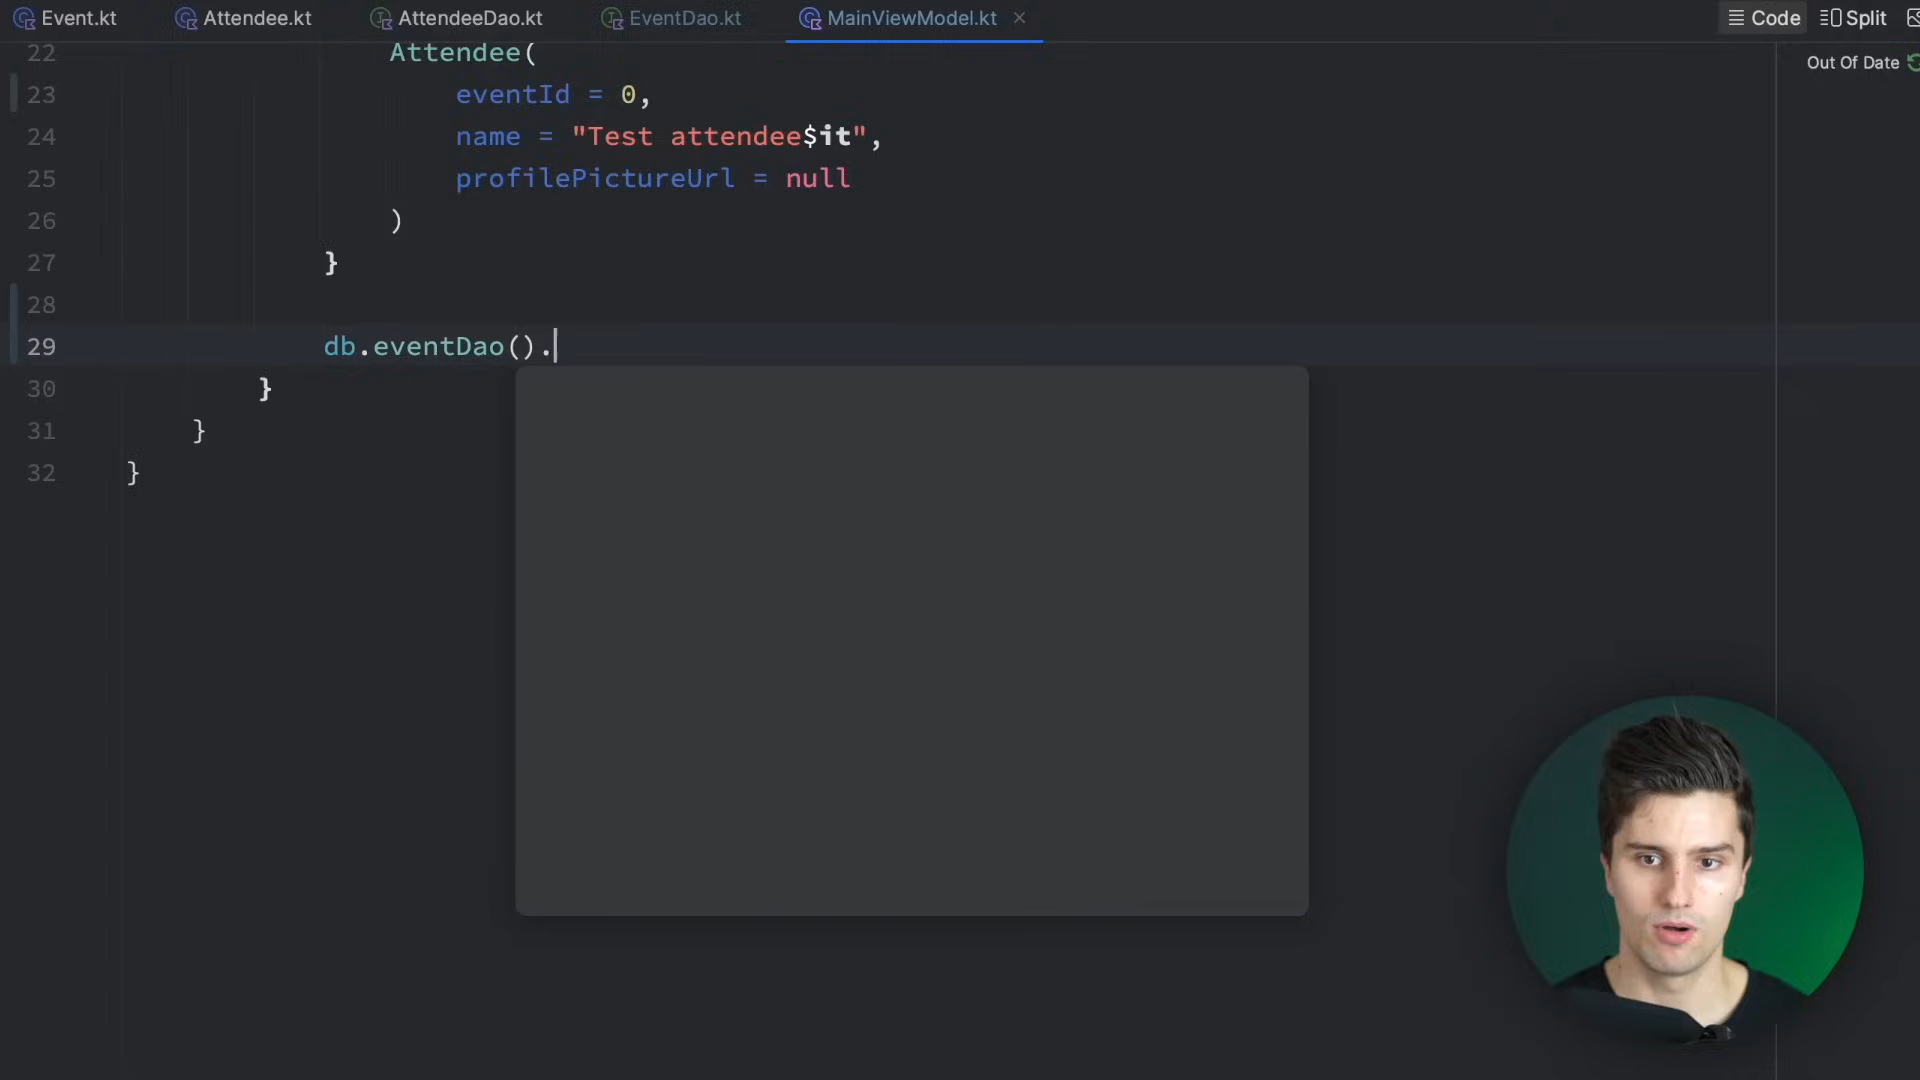 Event.kt Attendee.kt AttendeeDao.kt EventDao.kt MainViewModel.kt × Code Split
Out Of Date
22 Attendee(
23 eventId = 0,
24 name = "Test attendee$it",
25 profilePictureUrl = null
26 )
27 }
28
29 db.eventDao().
30 }
31 }
32 }